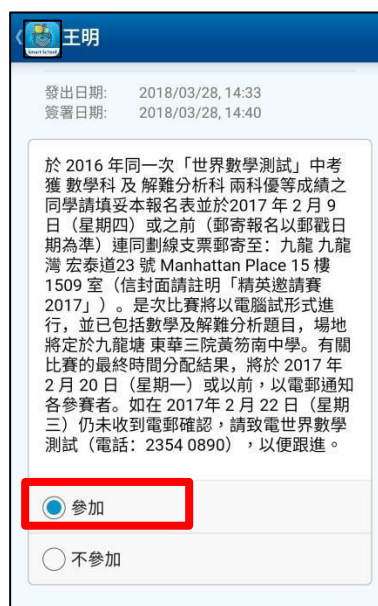 王明
發出日期: 2018/03/28, 14:33
簽署日期: 2018/03/28, 14:40
於 2016 年同一次「世界數學測試」中考
獲 數學科 及 解難分析科 兩科優等成績之
同學請填妥本報名表並於2017 年 2 月 9
日（星期四）或之前（郵寄報名以郵戳日
期為準）連同劃線支票郵寄至：九龍 九龍
灣 宏泰道23 號 Manhattan Place 15 樓
1509 室（信封面請註明「精英邀請賽
2017」）。是次比賽將以電腦試形式進
行，並已包括數學及解難分析題目，場地
將定於九龍塘 東華三院黃笏南中學。有關
比賽的最終時間分配結果，將於 2017 年
2 月 20 日（星期一）或以前，以電郵通知
各參賽者。如在 2017年 2 月 22 日（星期
三）仍未收到電郵確認，請致電世界數學
測試（電話：2354 0890），以便跟進。
參加
不參加